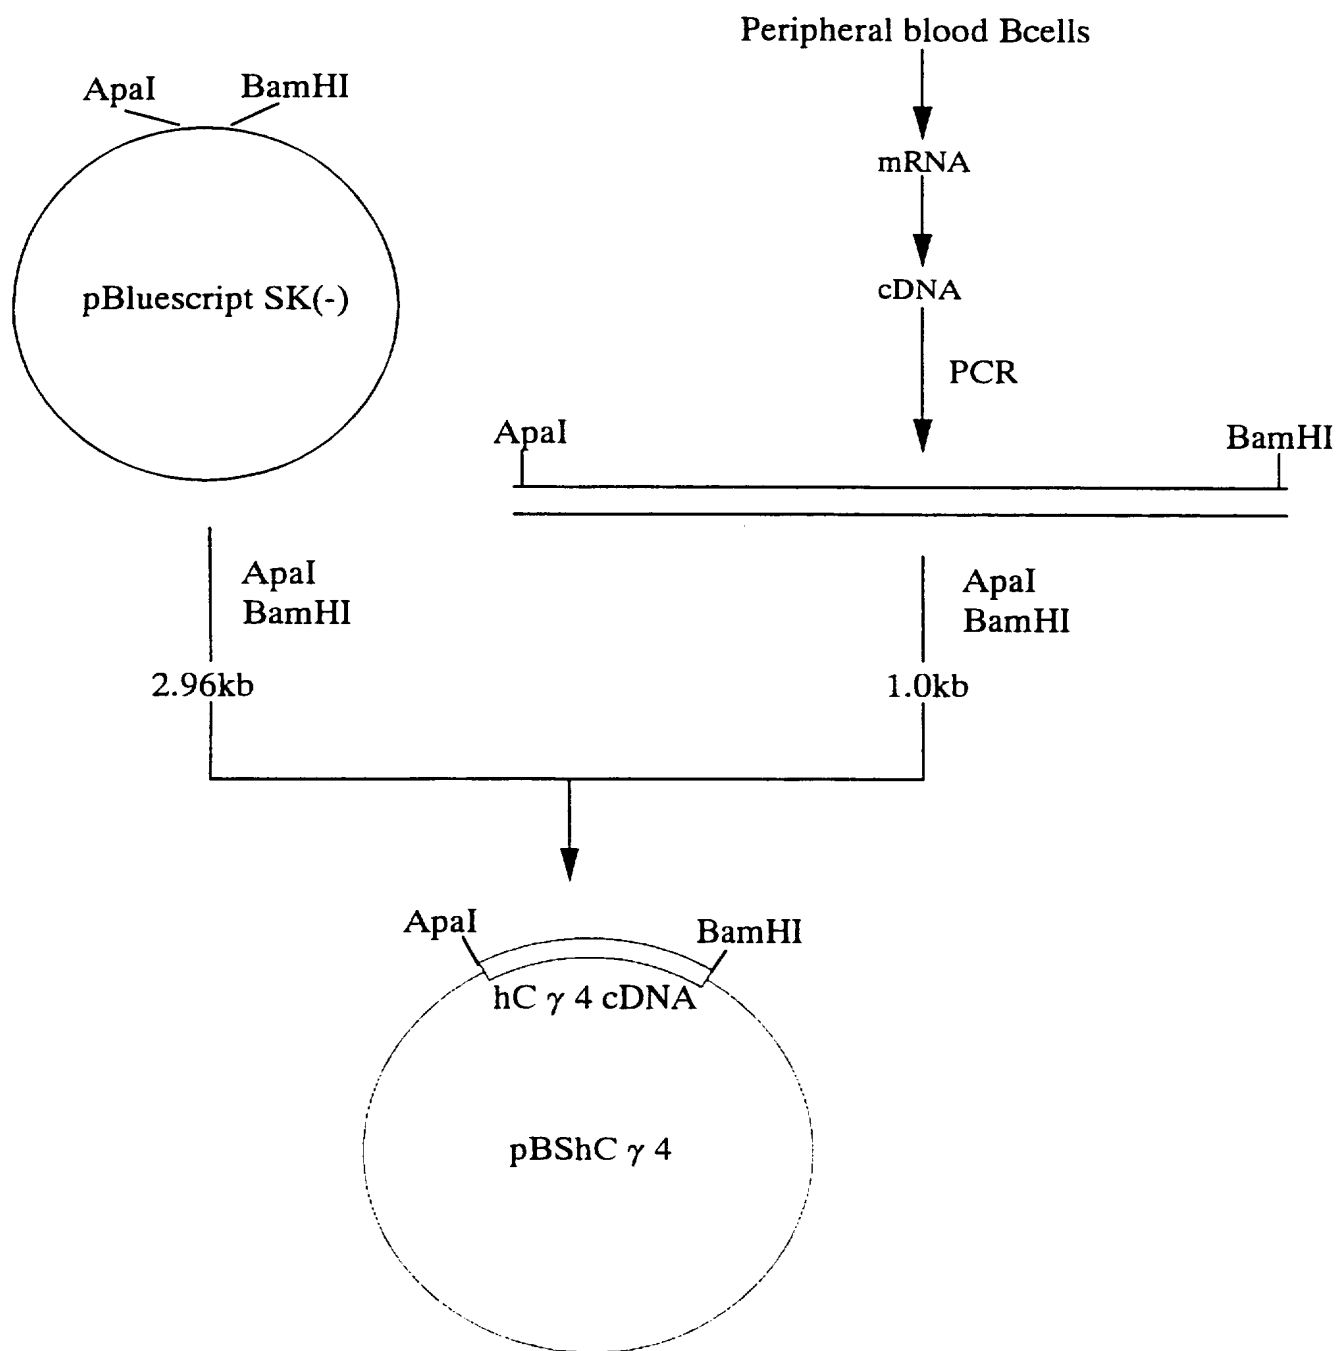 Peripheral blood Bcells
ApaI
BamHI
mRNA
pBluescript SK(-)
cDNA
PCR
ApaI
BamHI
ApaI
BamHI
ApaI
BamHI
2.96kb
1.0kb
ApaI
BamHI
hC γ 4 cDNA
pBShC γ 4